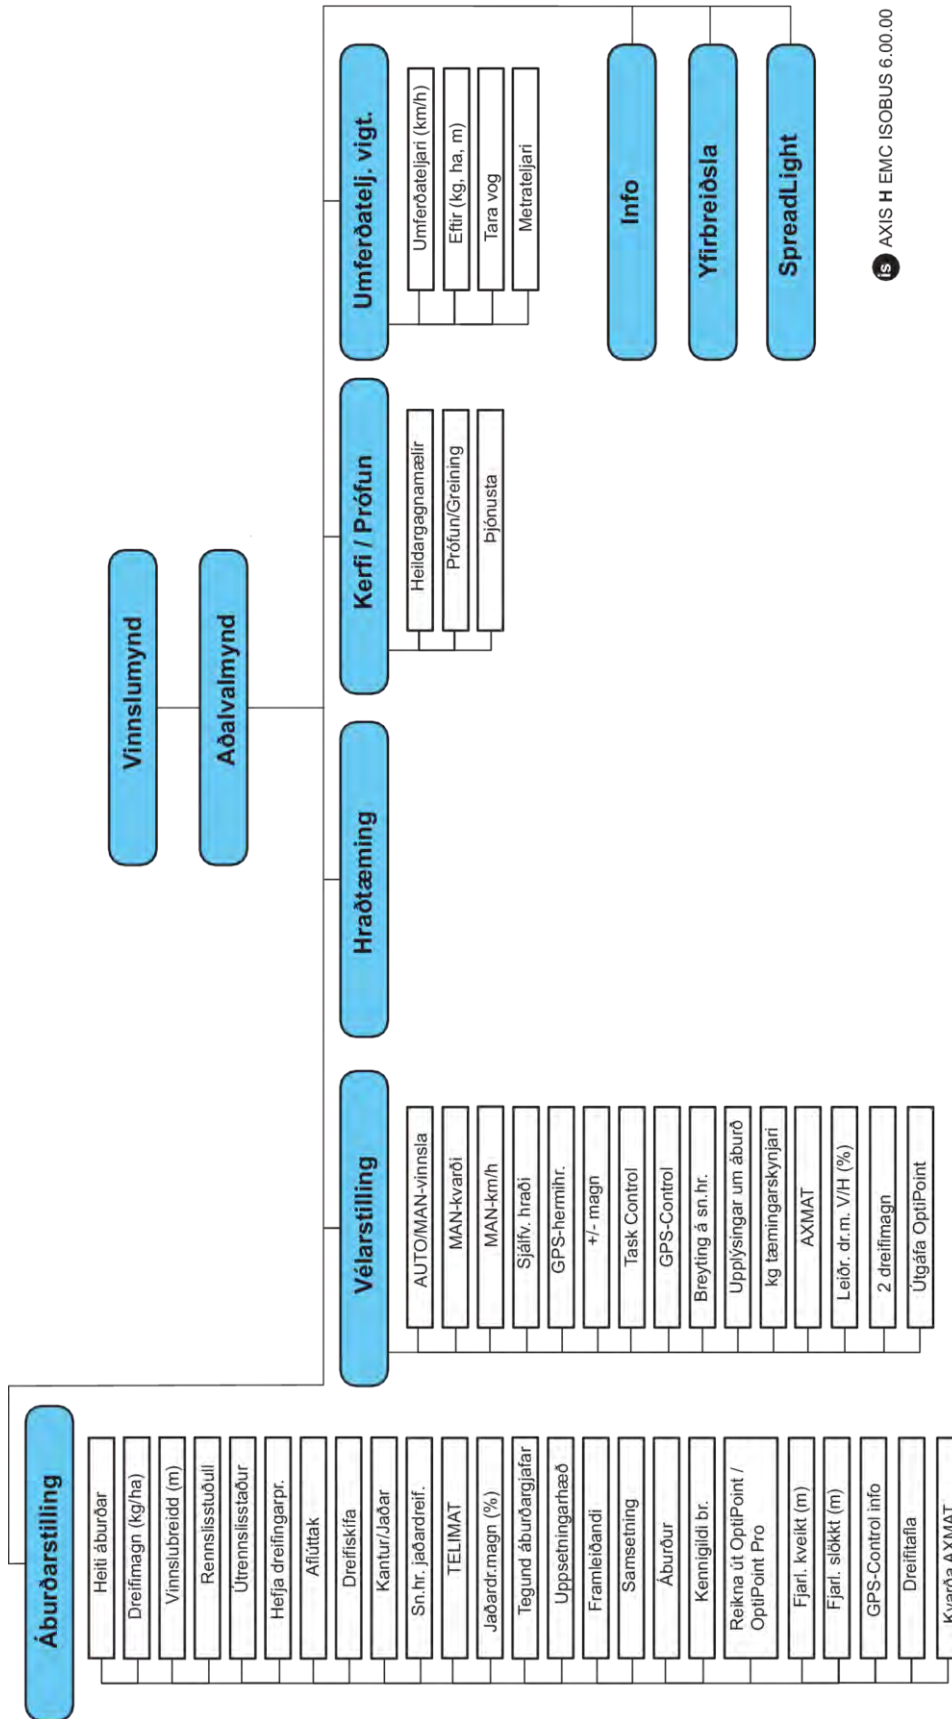 Vinnslumynd
Aðalvalmynd
Áburðarstilling
Heiti áburðar
Dreifimagn (kg/ha)
Vinnslubreidd (m)
Rennslisstuðull
Útrennslisstaður
Hefja dreifingarpr.
Aflúttak
Dreifiskífa
Kantur/Jaðar
Sn.hr. jaðardreif.
TELIMAT
Jaðardr.magn (%)
Tegund áburðargjafar
Uppsetningarhæð
Framleiðandi
Samsetning
Áburður
Kennigildi br.
Reikna út OptiPoint /
OptiPoint Pro
Fjarl. kveikt (m)
Fjarl. slökkt (m)
GPS-Control info
Dreifitafla
Kvarða AXMAT
Vélarstilling
AUTO/MAN-vinnsla
MAN-kvarði
MAN-km/h
Sjálfv. hraði
GPS-hermihr.
+/- magn
Task Control
GPS-Control
Breyting á sn.hr.
Upplýsingar um áburð
kg tæmingarskynjari
AXMAT
Leiðr. dr.m. V/H (%)
2 dreifimagn
Útgáfa OptiPoint
Hraðtæming
Kerfi / Prófun
Heildargagnamælir
Prófun/Greining
Þjónusta
Umferðatelj. vigt.
Umferðateljari (km/h)
Eftir (kg, ha, m)
Tara vog
Metrateljari
Info
Yfirbreiðsla
SpreadLight
is AXIS H EMC ISOBUS 6.00.00